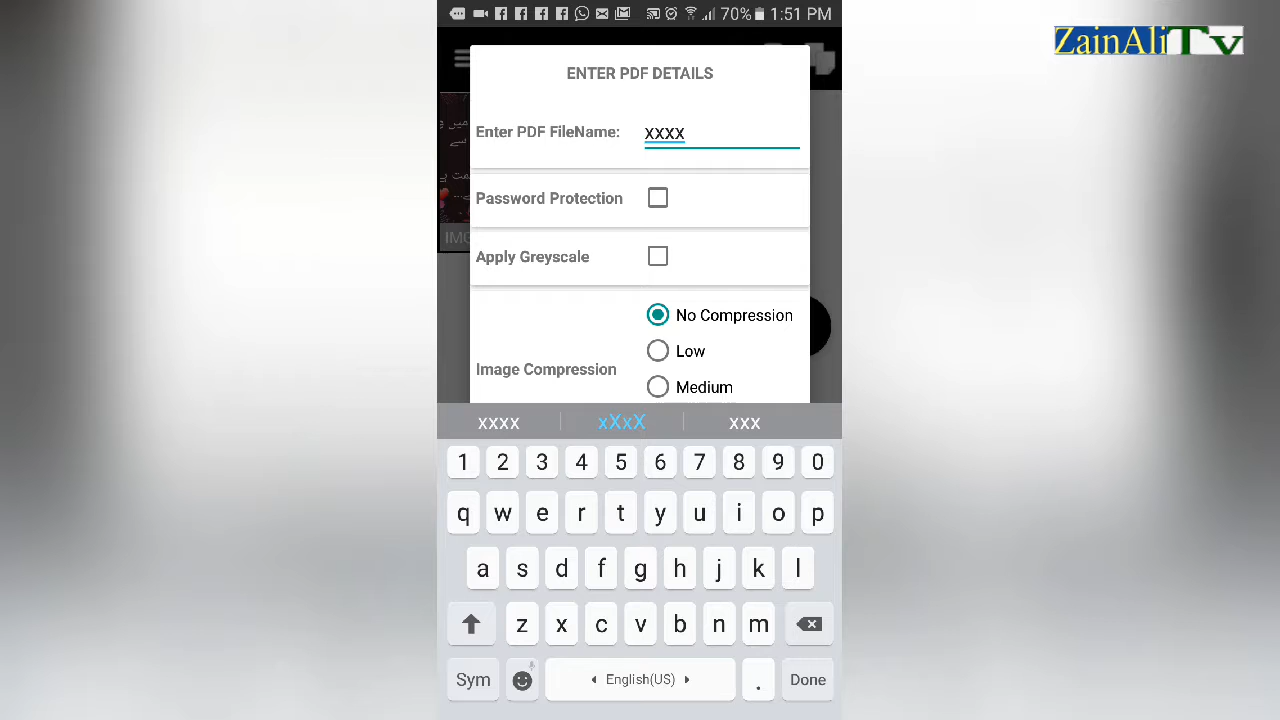 70% 1:51 PM
ZainAliTv
ENTER PDF DETAILS
Enter PDF FileName: xxxx
Password Protection
Apply Greyscale
IMG
No Compression
Low
Image Compression
Medium
xxxx xXxX xxx
1 2 3 4 5 6 7 8 9 0
q w e r t y u i o p
a s d f g h j k l
z x c v b n m
Sym English(US) . Done